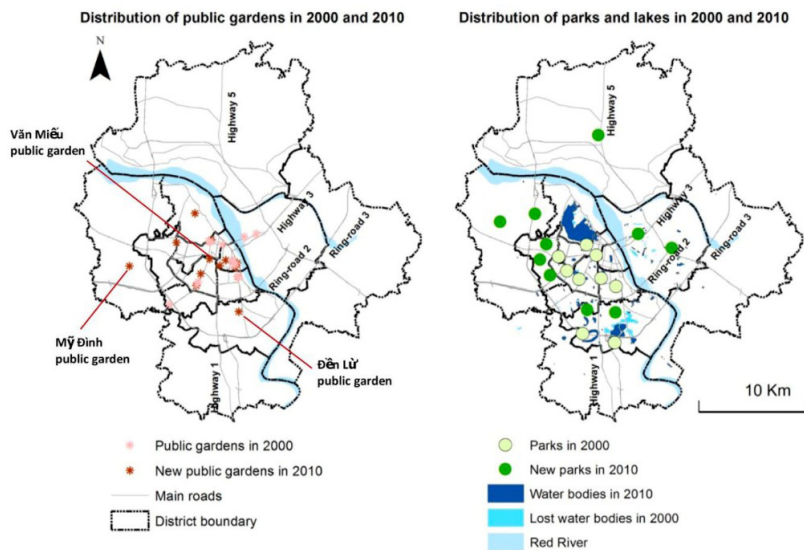 Distribution of public gardens in 2000 and 2010
Distribution of parks and lakes in 2000 and 2010
N
Văn Miếu
public garden
Highway 5
Highway 3
Ring-road 3
Ring-road 2
Mỹ Đình
public garden
Đền Lừ
public garden
Highway 1
Highway 5
Highway 3
Ring-road 3
Ring-road 2
Highway 1
10 Km
Public gardens in 2000
New public gardens in 2010
Main roads
District boundary
Parks in 2000
New parks in 2010
Water bodies in 2010
Lost water bodies in 2000
Red River